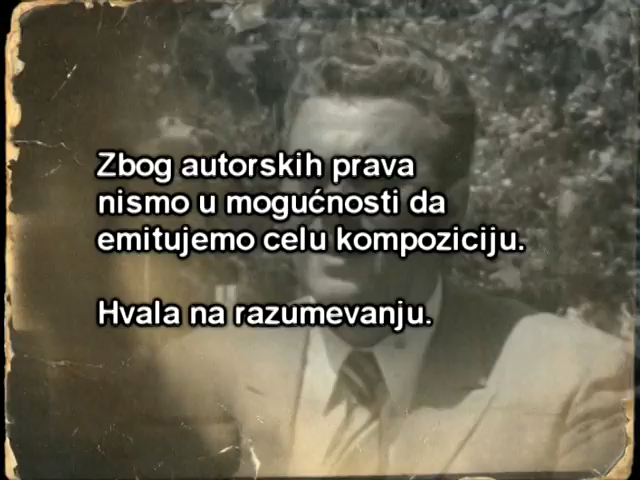 Zbog autorskih prava
nismo u mogućnosti da
emitujemo celu kompoziciju.
Hvala na razumevanju.